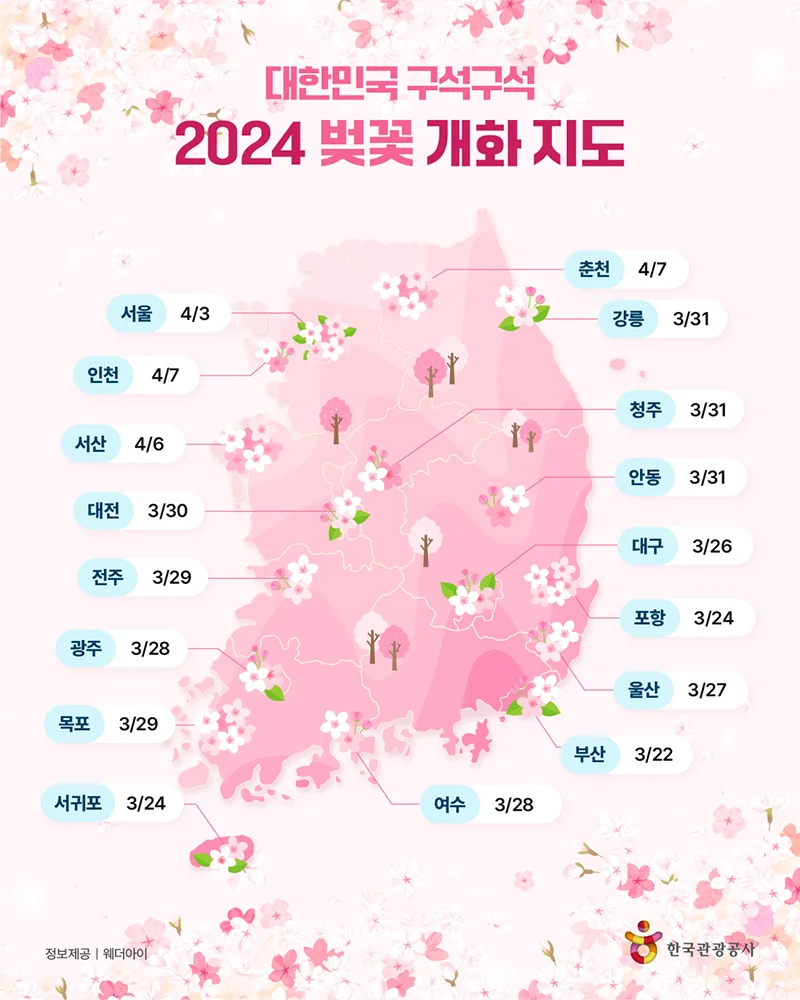 대한민국 구석구석
2024 벚꽃 개화 지도
춘천 4/7
서울 4/3
강릉 3/31
인천 4/7
청주 3/31
서산 4/6
안동 3/31
대전 3/30
대구 3/26
전주 3/29
포항 3/24
광주 3/28
울산 3/27
목포 3/29
부산 3/22
서귀포 3/24
여수 3/28
정보제공 | 웨더아이
한국관광공사